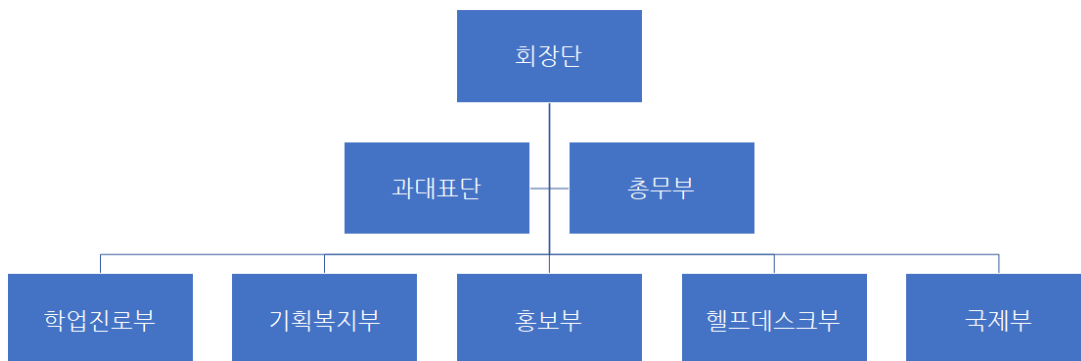 회장단
과대표단
총무부
학업진로부
기획복지부
홍보부
헬프데스크부
국제부